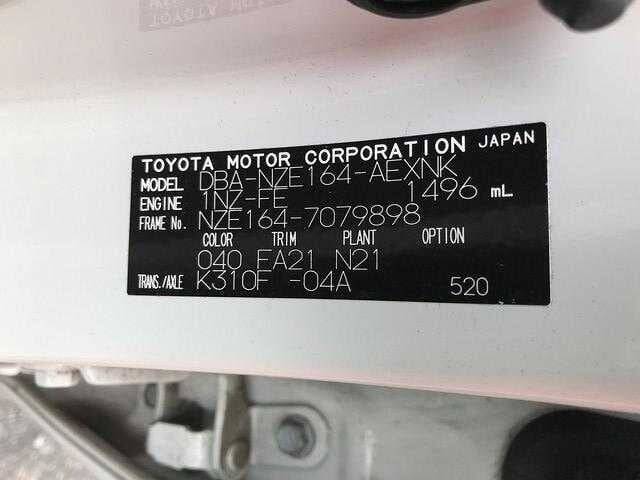 TOYOTA MOTOR CORPORATION JAPAN
MODEL DBA-NZE164-AEXNK
ENGINE 1NZ-FE 1496 mL
FRAME No. NZE164-7079898
COLOR TRIM PLANT OPTION
040 FA21 N21
TRANS./AXLE K310F -04A 520